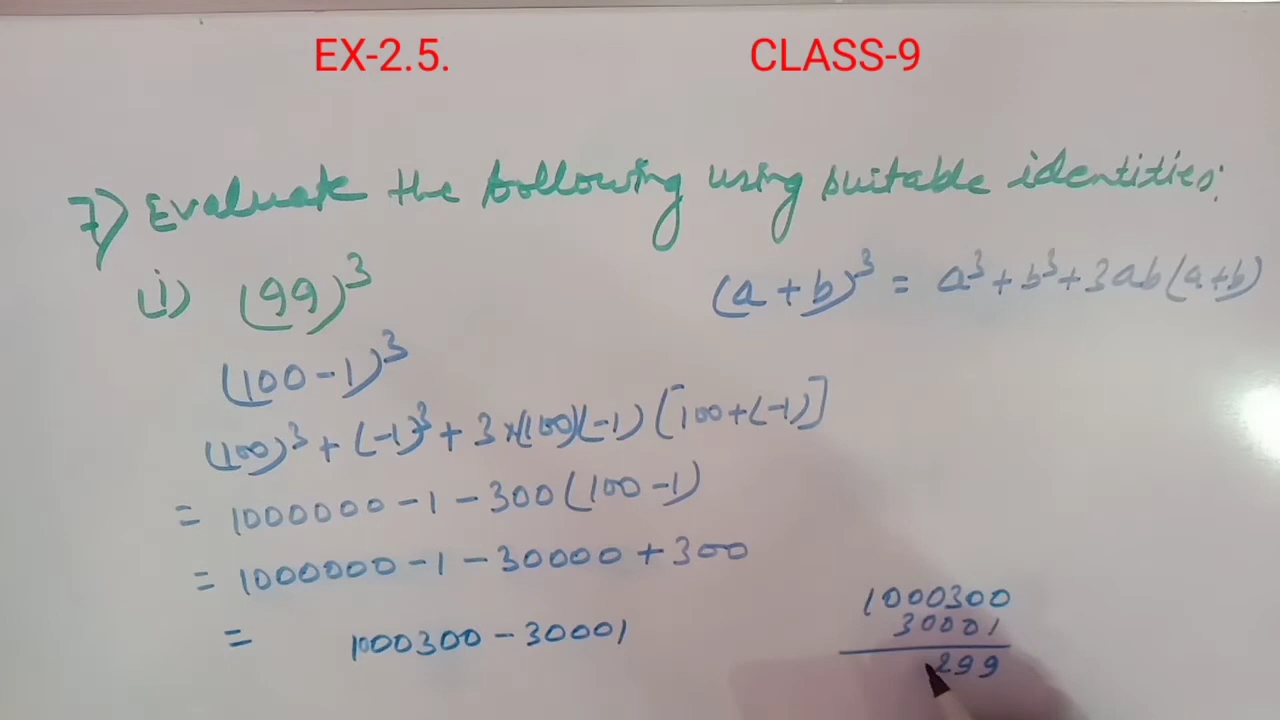 EX-2.5. CLASS-9
7) Evaluate the following using suitable identities:
(i) (99)³ (a + b)³ = a³ + b³ + 3ab(a+b)
(100 - 1)³
(100)³ + (-1)³ + 3×(100)(-1) [100 + (-1)]
= 1000000 - 1 - 300 (100 - 1)
= 1000000 - 1 - 30000 + 300
= 1000300 - 30001
1000300
30001
299